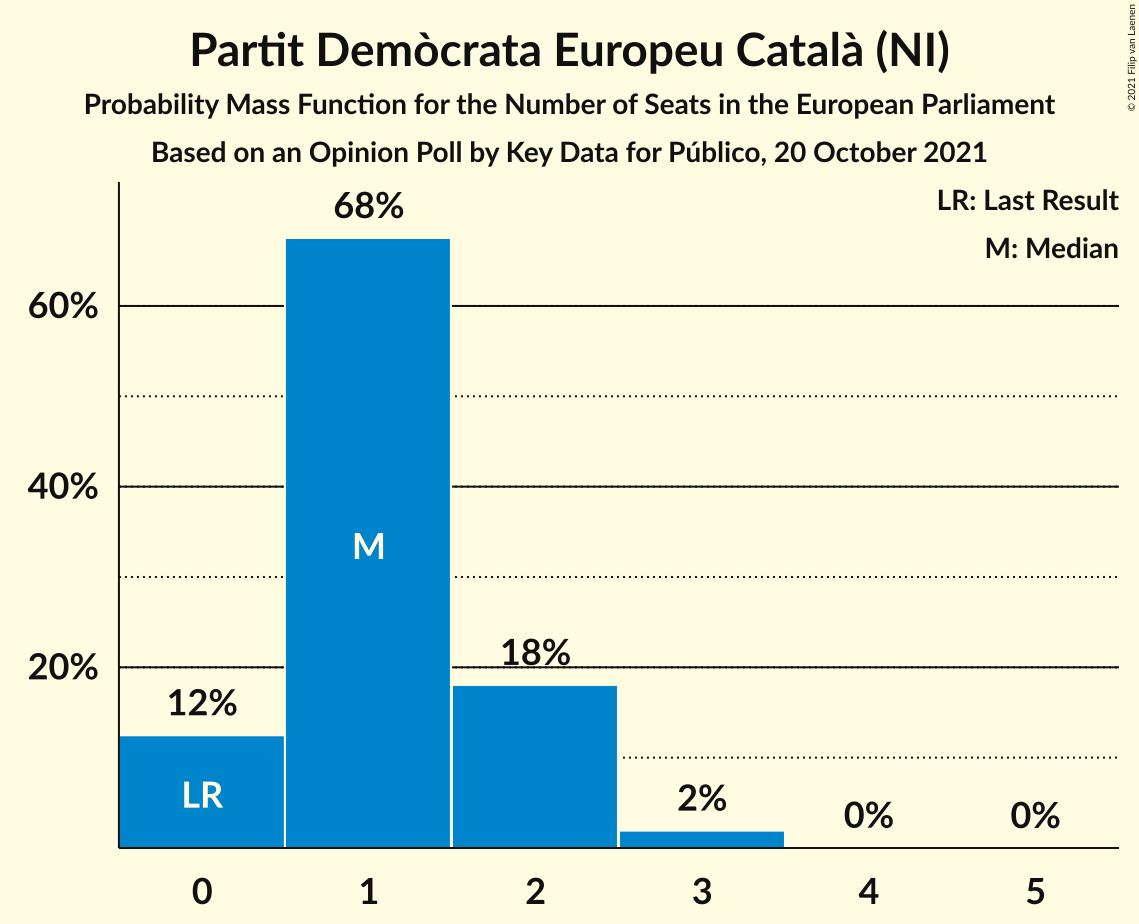 Partit Demòcrata Europeu Català (NI)
Probability Mass Function for the Number of Seats in the European Parliament
Based on an Opinion Poll by Key Data for Público, 20 October 2021
© 2021 Filip van Laenen
LR: Last Result
M: Median
68%
60%
40%
M
18%
20%
12%
LR
2%
0%
0%
0 1 2 3 4 5